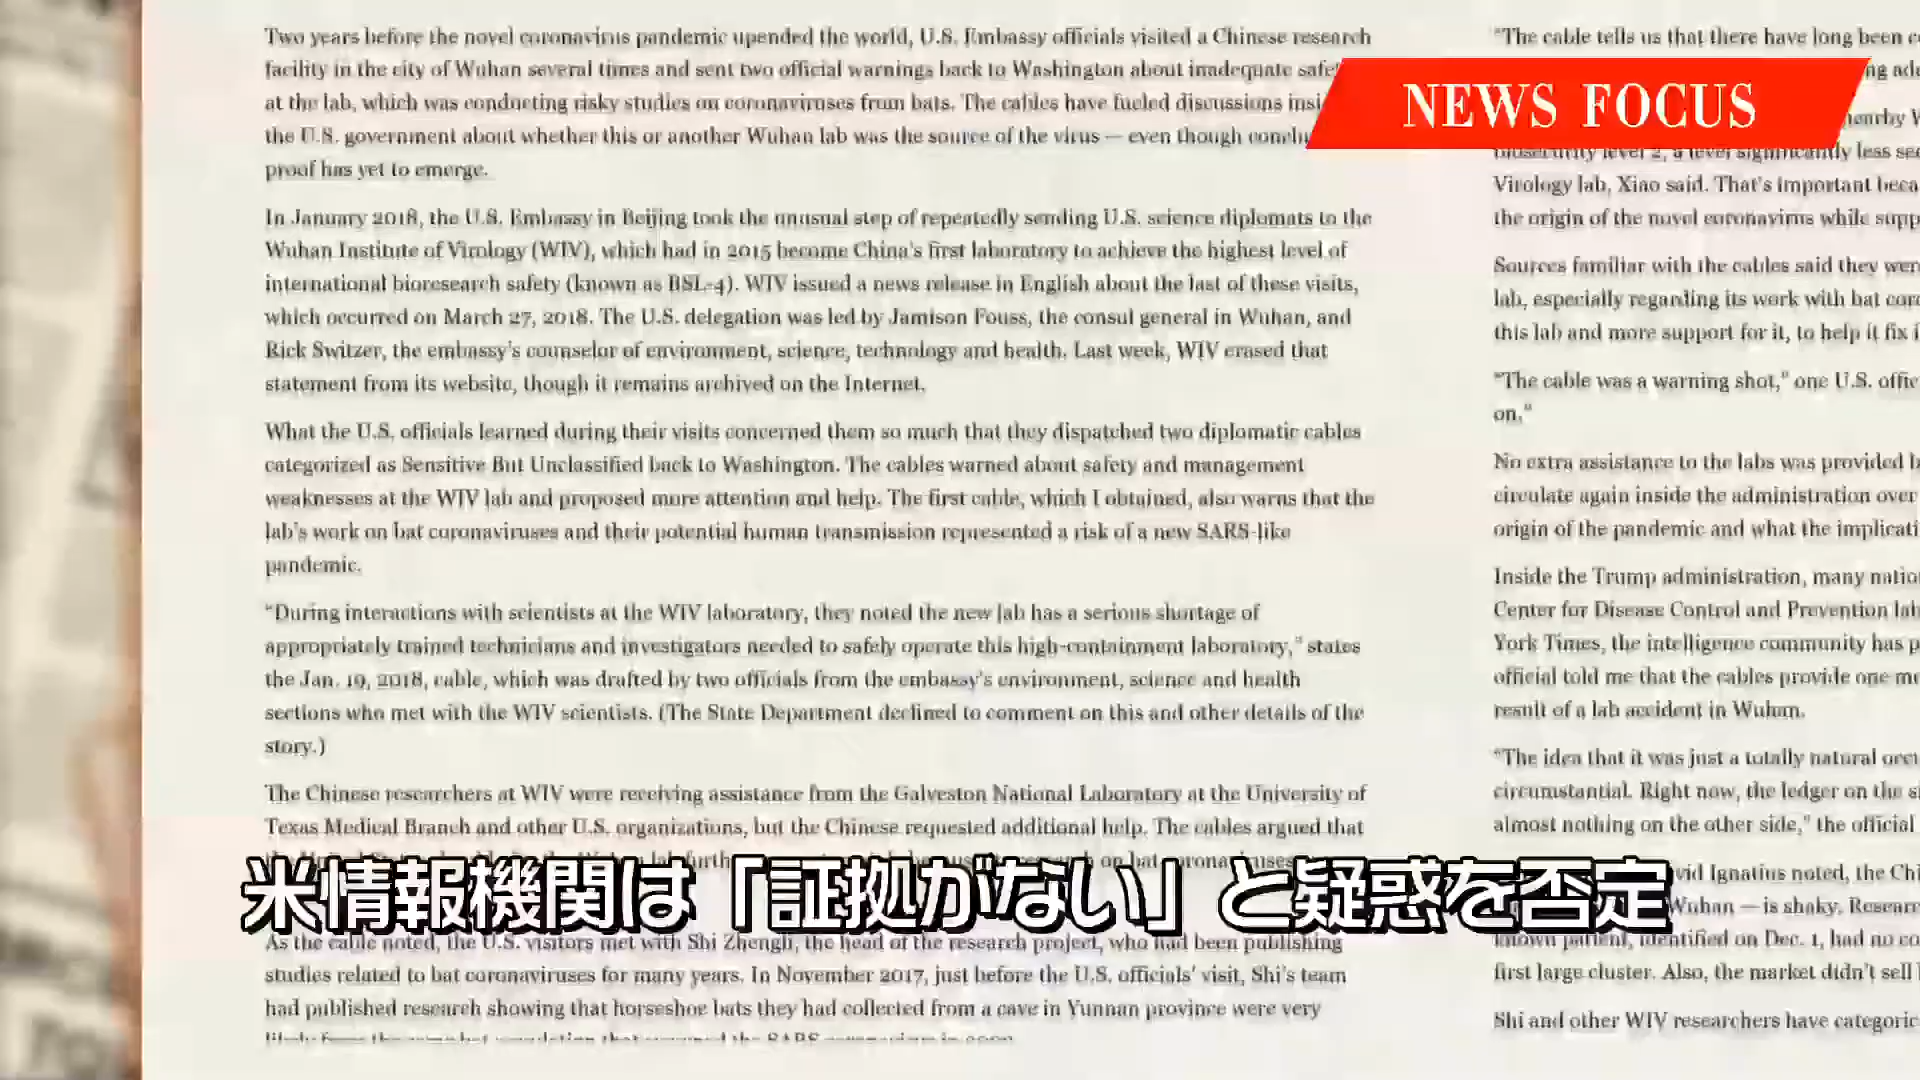 Two years before the novel coronavirus pandemic upended the world, U.S. Embassy officials visited a Chinese research
facility in the city of Wuhan several times and sent two official warnings back to Washington about inadequate
at the lab, which was conducting risky studies on coronaviruses from bats. The cables have fueled discussions
the U.S. government about whether this or another Wuhan lab was the source of the virus — even though
proof has yet to emerge.
In January 2018, the U.S. Embassy in Beijing took the unusual step of repeatedly sending U.S. science diplomats to the
Wuhan Institute of Virology (WIV), which had in 2015 become China's first laboratory to achieve the highest level of
international bioresearch safety (known as BSL-4). WIV issued a news release in English about the last of these visits,
which occurred on March 27, 2018. The U.S. delegation was led by Jamison Fouss, the consul general in Wuhan, and
Rick Switzer, the embassy's counselor of environment, science, technology and health. Last week, WIV erased that
statement from its website, though it remains archived on the Internet.
What the U.S. officials learned during their visits concerned them so much that they dispatched two diplomatic cables
categorized as Sensitive But Unclassified back to Washington. The cables warned about safety and management
weaknesses at the WIV lab and proposed more attention and help. The first cable, which I obtained, also warns that the
lab's work on bat coronaviruses and their potential human transmission represented a risk of a new SARS-like
pandemic.
"During interactions with scientists at the WIV laboratory, they noted the new lab has a serious shortage of
appropriately trained technicians and investigators needed to safely operate this high-containment laboratory," states
the Jan. 19, 2018, cable, which was drafted by two officials from the embassy's environment, science and health
sections who met with the WIV scientists. (The State Department declined to comment on this and other details of the
story.)
The Chinese researchers at WIV were receiving assistance from the Galveston National Laboratory at the University of
Texas Medical Branch and other U.S. organizations, but the Chinese requested additional help. The cables argued that
As the cable noted, the U.S. visitors met with Shi Zhengli, the head of the research project, who had been publishing
studies related to bat coronaviruses for many years. In November 2017, just before the U.S. officials' visit, Shi's team
had published research showing that horseshoe bats they had collected from a cave in Yunnan province were very
"The cable tells us that there have long been
NEWS FOCUS
biosecurity level 2, a level significantly less
Virology lab, Xiao said. That's important
the origin of the novel coronavirus while
Sources familiar with the cables said they
lab, especially regarding its work with bat
this lab and more support for it, to help it fix
"The cable was a warning shot," one U.S.
on."
No extra assistance to the labs was provided
circulate again inside the administration over
origin of the pandemic and what the
Inside the Trump administration, many
Center for Disease Control and Prevention
York Times, the intelligence community has
official told me that the cables provide one
result of a lab accident in Wuhan.
"The idea that it was just a totally natural
circumstantial. Right now, the ledger on the
almost nothing on the other side," the official
Ignatius noted, the
Wuhan — is shaky.
known patient, identified on Dec. 1, had no
first large cluster. Also, the market didn't sell
Shi and other WIV researchers have
米情報機関は「証拠がない」と疑惑を否定